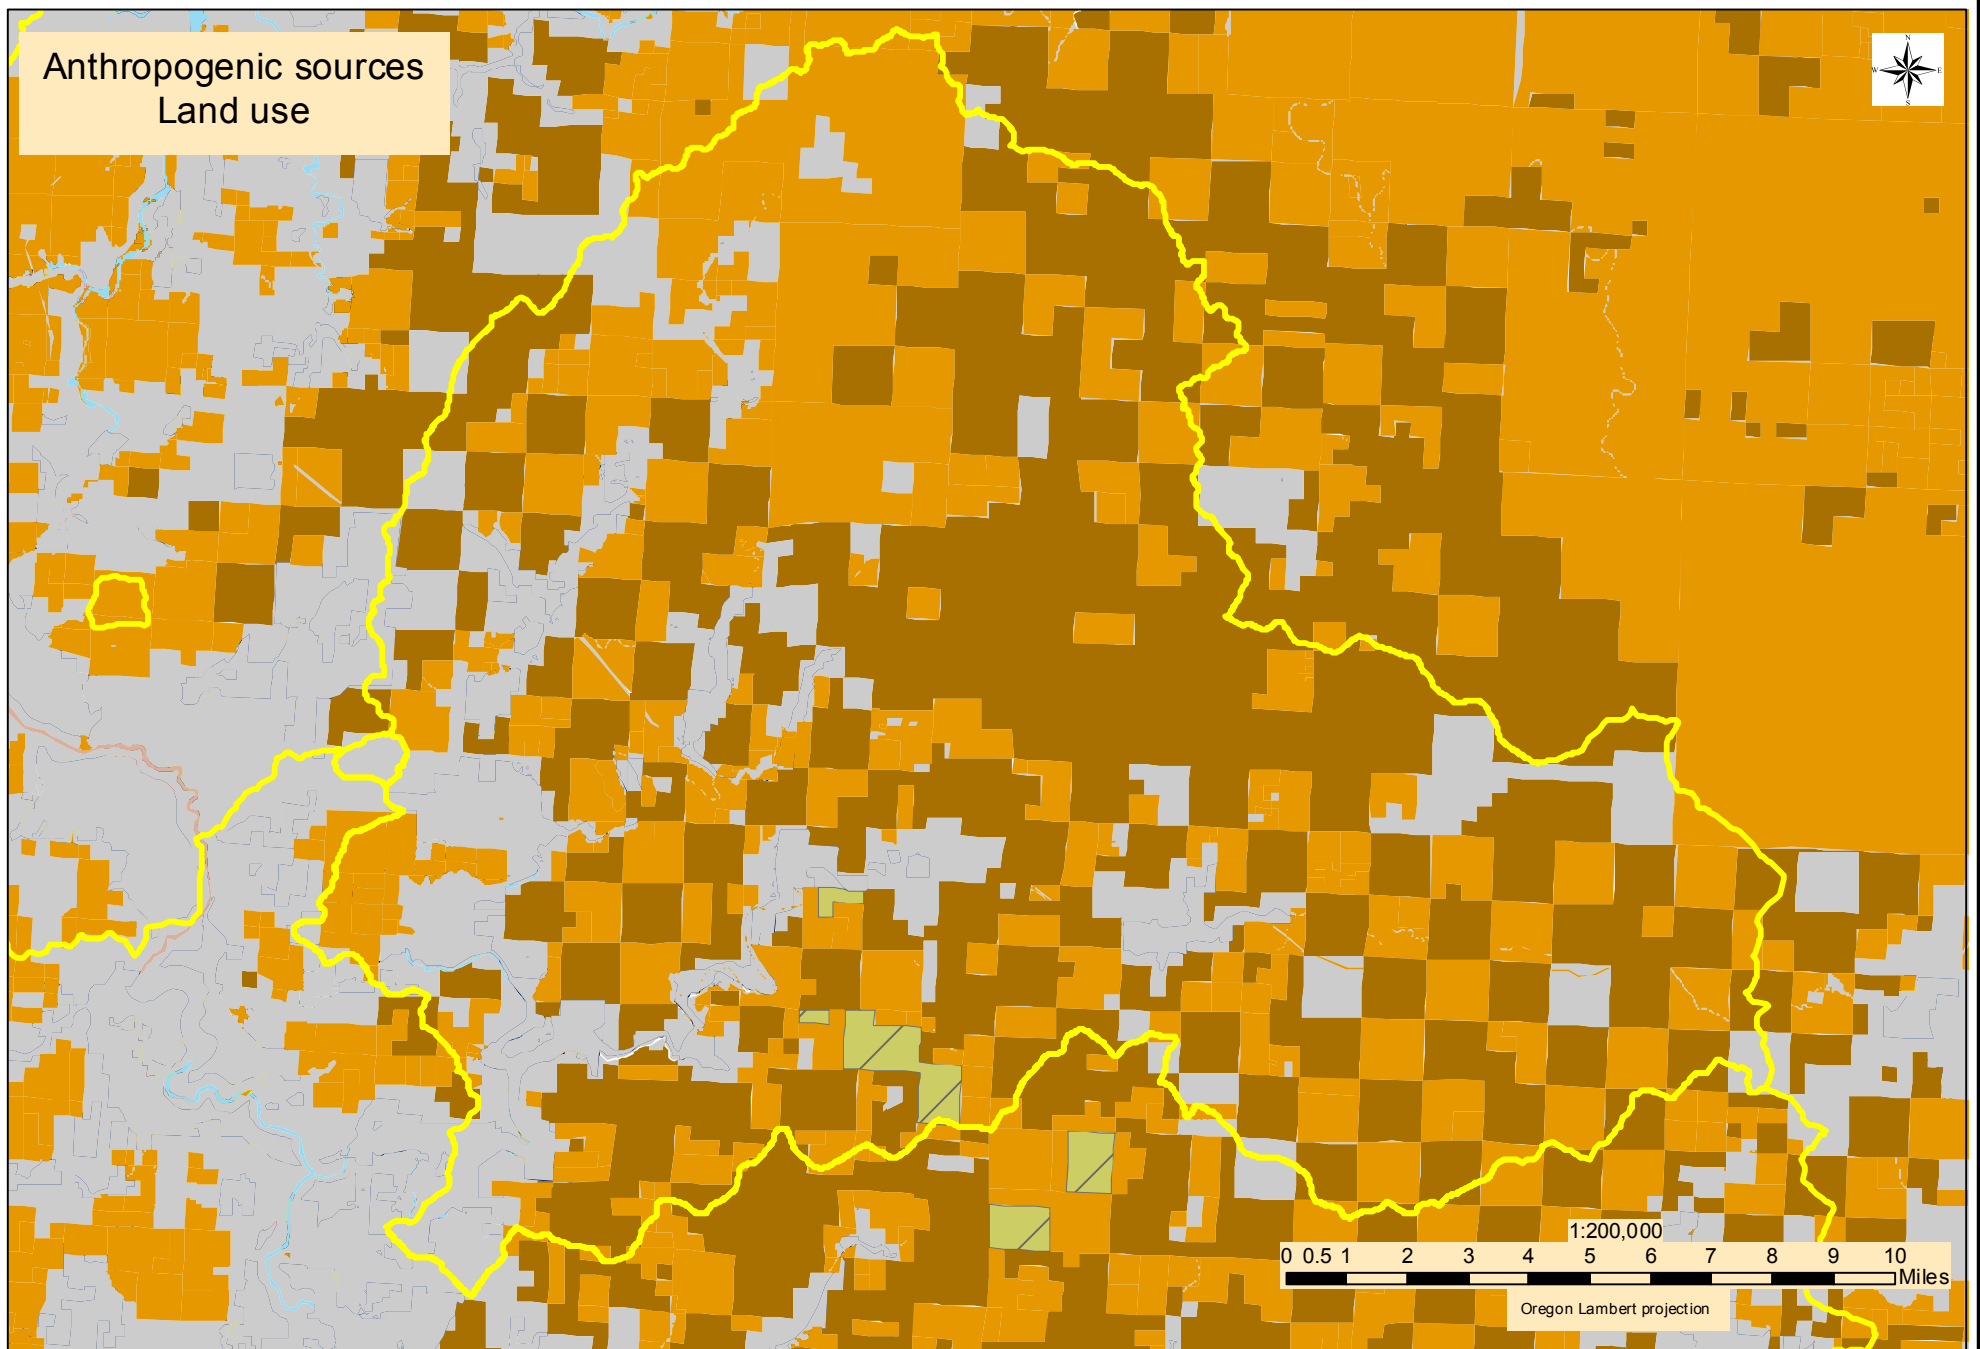 Anthropogenic sources
Land use
N
W E
S
1:200,000
0 0.5 1 2 3 4 5 6 7 8 9 10
Miles
Oregon Lambert projection